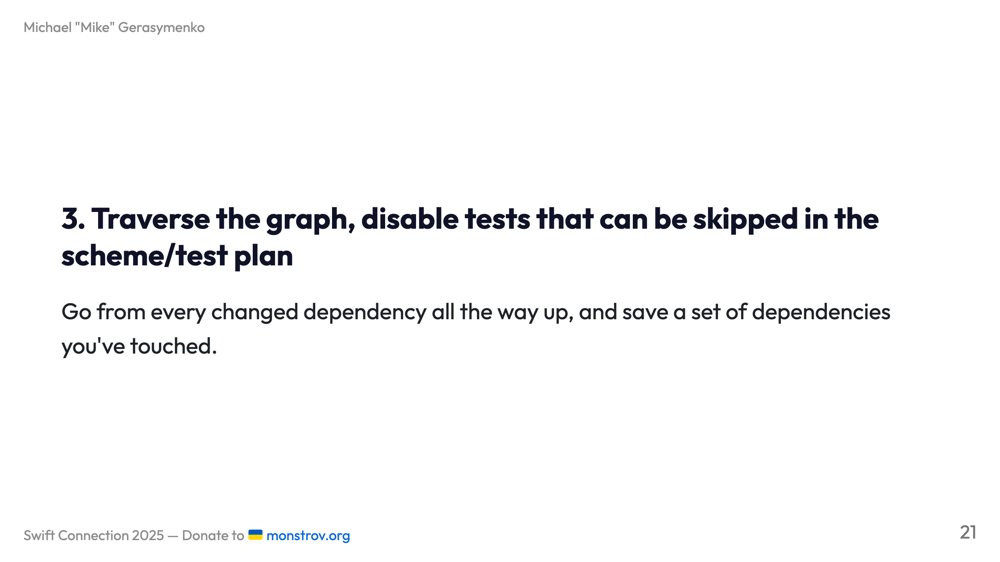 Michael "Mike" Gerasymenko
3. Traverse the graph, disable tests that can be skipped in the
scheme/test plan
Go from every changed dependency all the way up, and save a set of dependencies
you've touched.
Swift Connection 2025 — Donate to 🇺🇦 monstrov.org
21